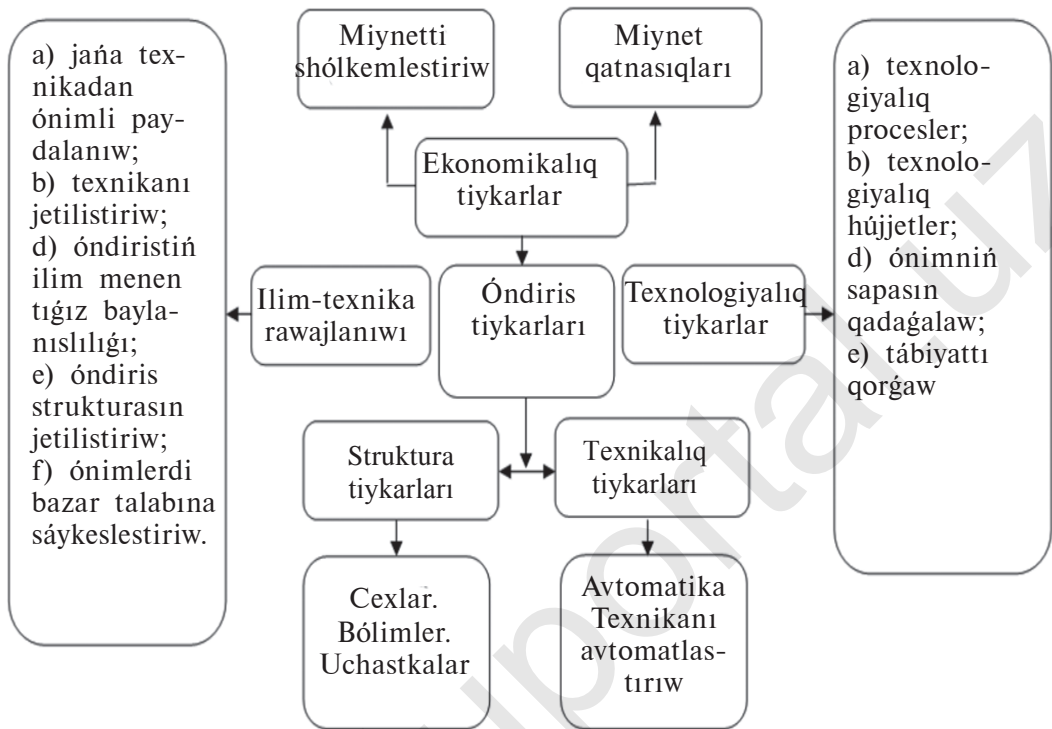 a) jańa tex-
nikadan
ónimli pay-
dalanıw;
b) texnikanı
jetilistiriw;
d) óndiristiń
ilim menen
tıǵız bayla-
nıslılıǵı;
e) óndiris
strukturasın
jetilistiriw;
f) ónimlerdi
bazar talabına
sáykeslestiriw.
Miynetti
shólkemlestiriw
Miynet
qatnasıqları
Ekonomikalıq
tiykarlar
Ilim-texnika
rawajlanıwı
Óndiris
tiykarları
Texnologiyalıq
tiykarlar
Struktura
tiykarları
Texnikalıq
tiykarları
Cexlar.
Bólimler.
Uchastkalar
Avtomatika
Texnikanı
avtomatlas-
tırıw
a) texnolo-
giyalıq
procesler;
b) texnolo-
giyalıq
hújjetler;
d) ónimniń
sapasın
qadaǵalaw;
e) tábiyattı
qorǵaw
uportal.uz